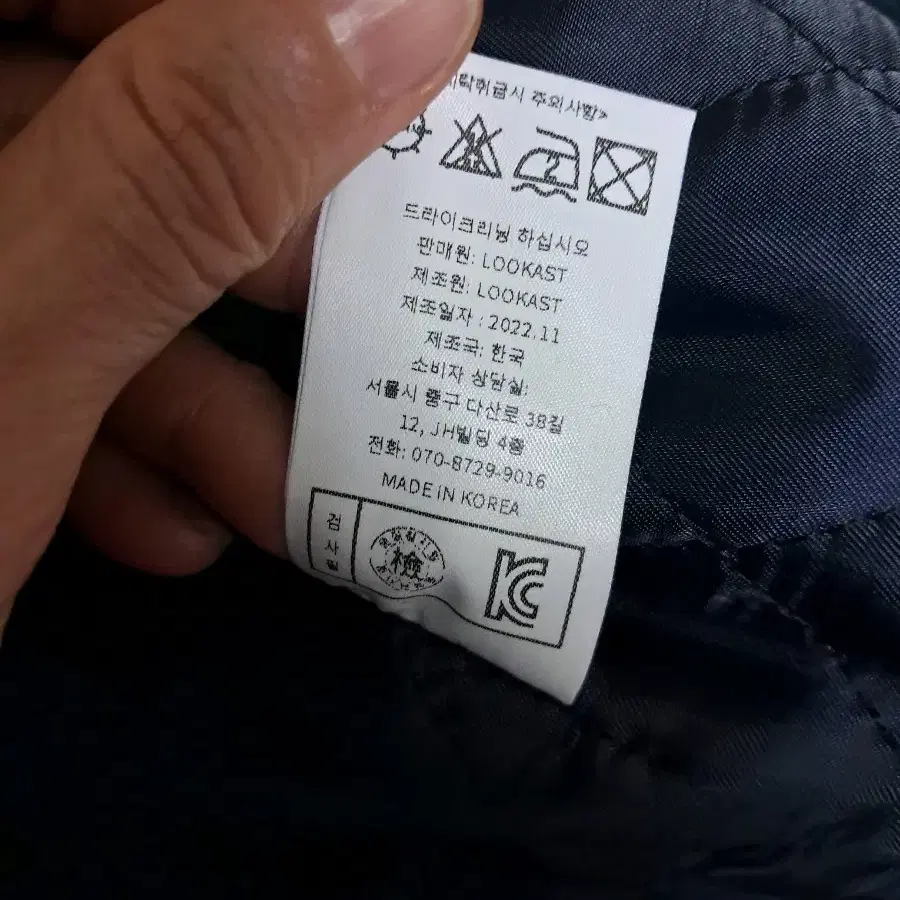 취급시 주의사항>
2
드라이크리닝 하십시오
판매원: LOOKAST
제조원: LOOKAST
제조일자 : 2022.11
제조국: 한국
소비자 상담실:
서울시 중구 다산로 38길
12, JH빌딩 4층
전화: 070-8729-9016
MADE IN KOREA
검사필
檢
KC